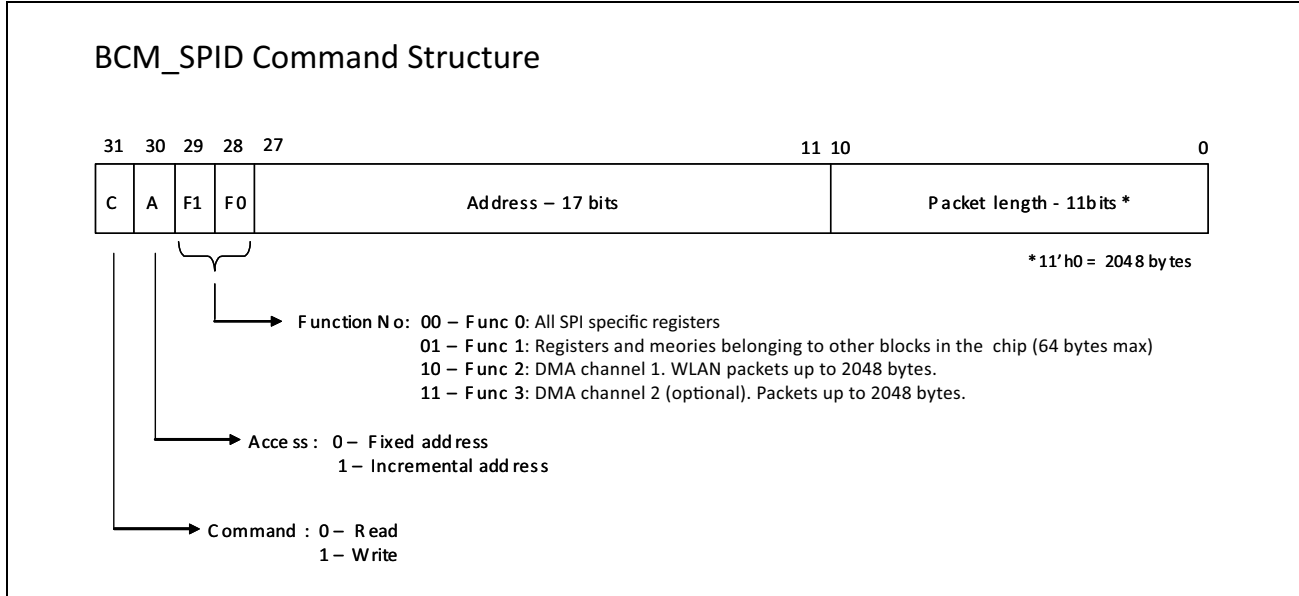 BCM_SPID Command Structure
31 30 29 28 27 11 10 0
C A F1 F0 Address – 17 bits Packet length - 11bits *
*11'h0 = 2048 bytes
Function No: 00 – Func 0: All SPI specific registers
01 – Func 1: Registers and meories belonging to other blocks in the chip (64 bytes max)
10 – Func 2: DMA channel 1. WLAN packets up to 2048 bytes.
11 – Func 3: DMA channel 2 (optional). Packets up to 2048 bytes.
Access : 0 – Fixed address
1 – Incremental address
Command : 0 – Read
1 – Write